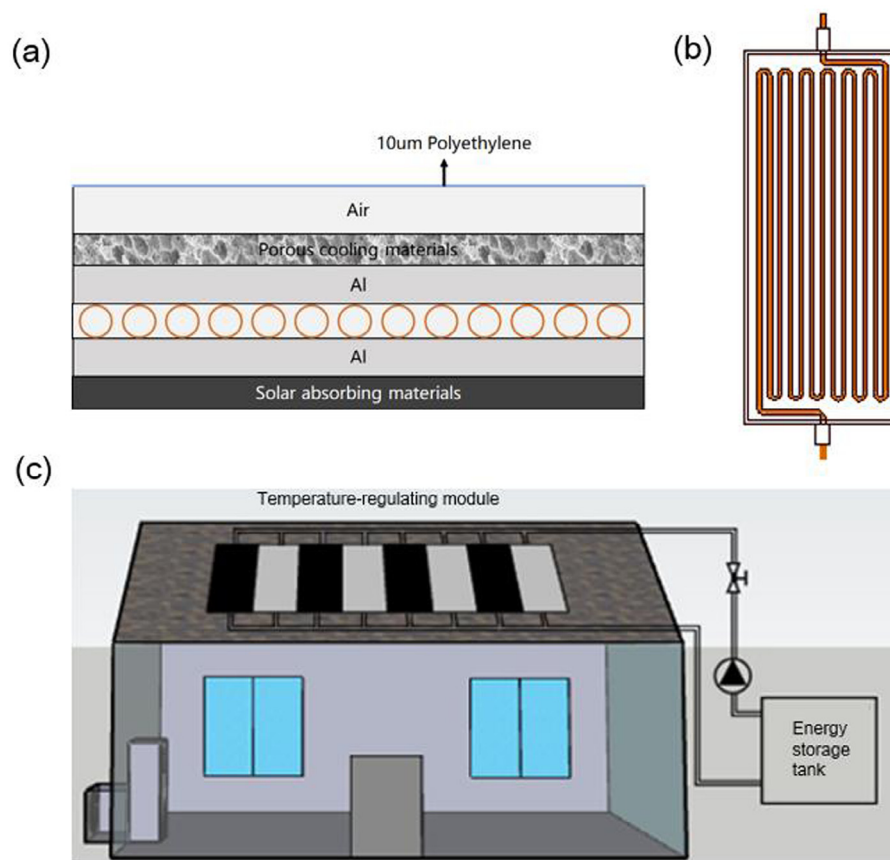 (a)
10um Polyethylene
Air
Porous cooling materials
Al
Al
Solar absorbing materials
(b)
(c)
Temperature-regulating module
Energy
storage
tank